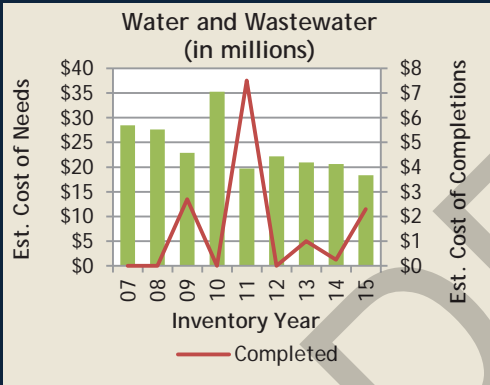 Water and Wastewater
(in millions)
Est. Cost of Needs
$40
$35
$30
$25
$20
$15
$10
$5
$0
$8
$7
$6
$5
$4
$3
$2
$1
$0
Est. Cost of Completions
07 08 09 10 11 12 13 14 15
Inventory Year
Completed